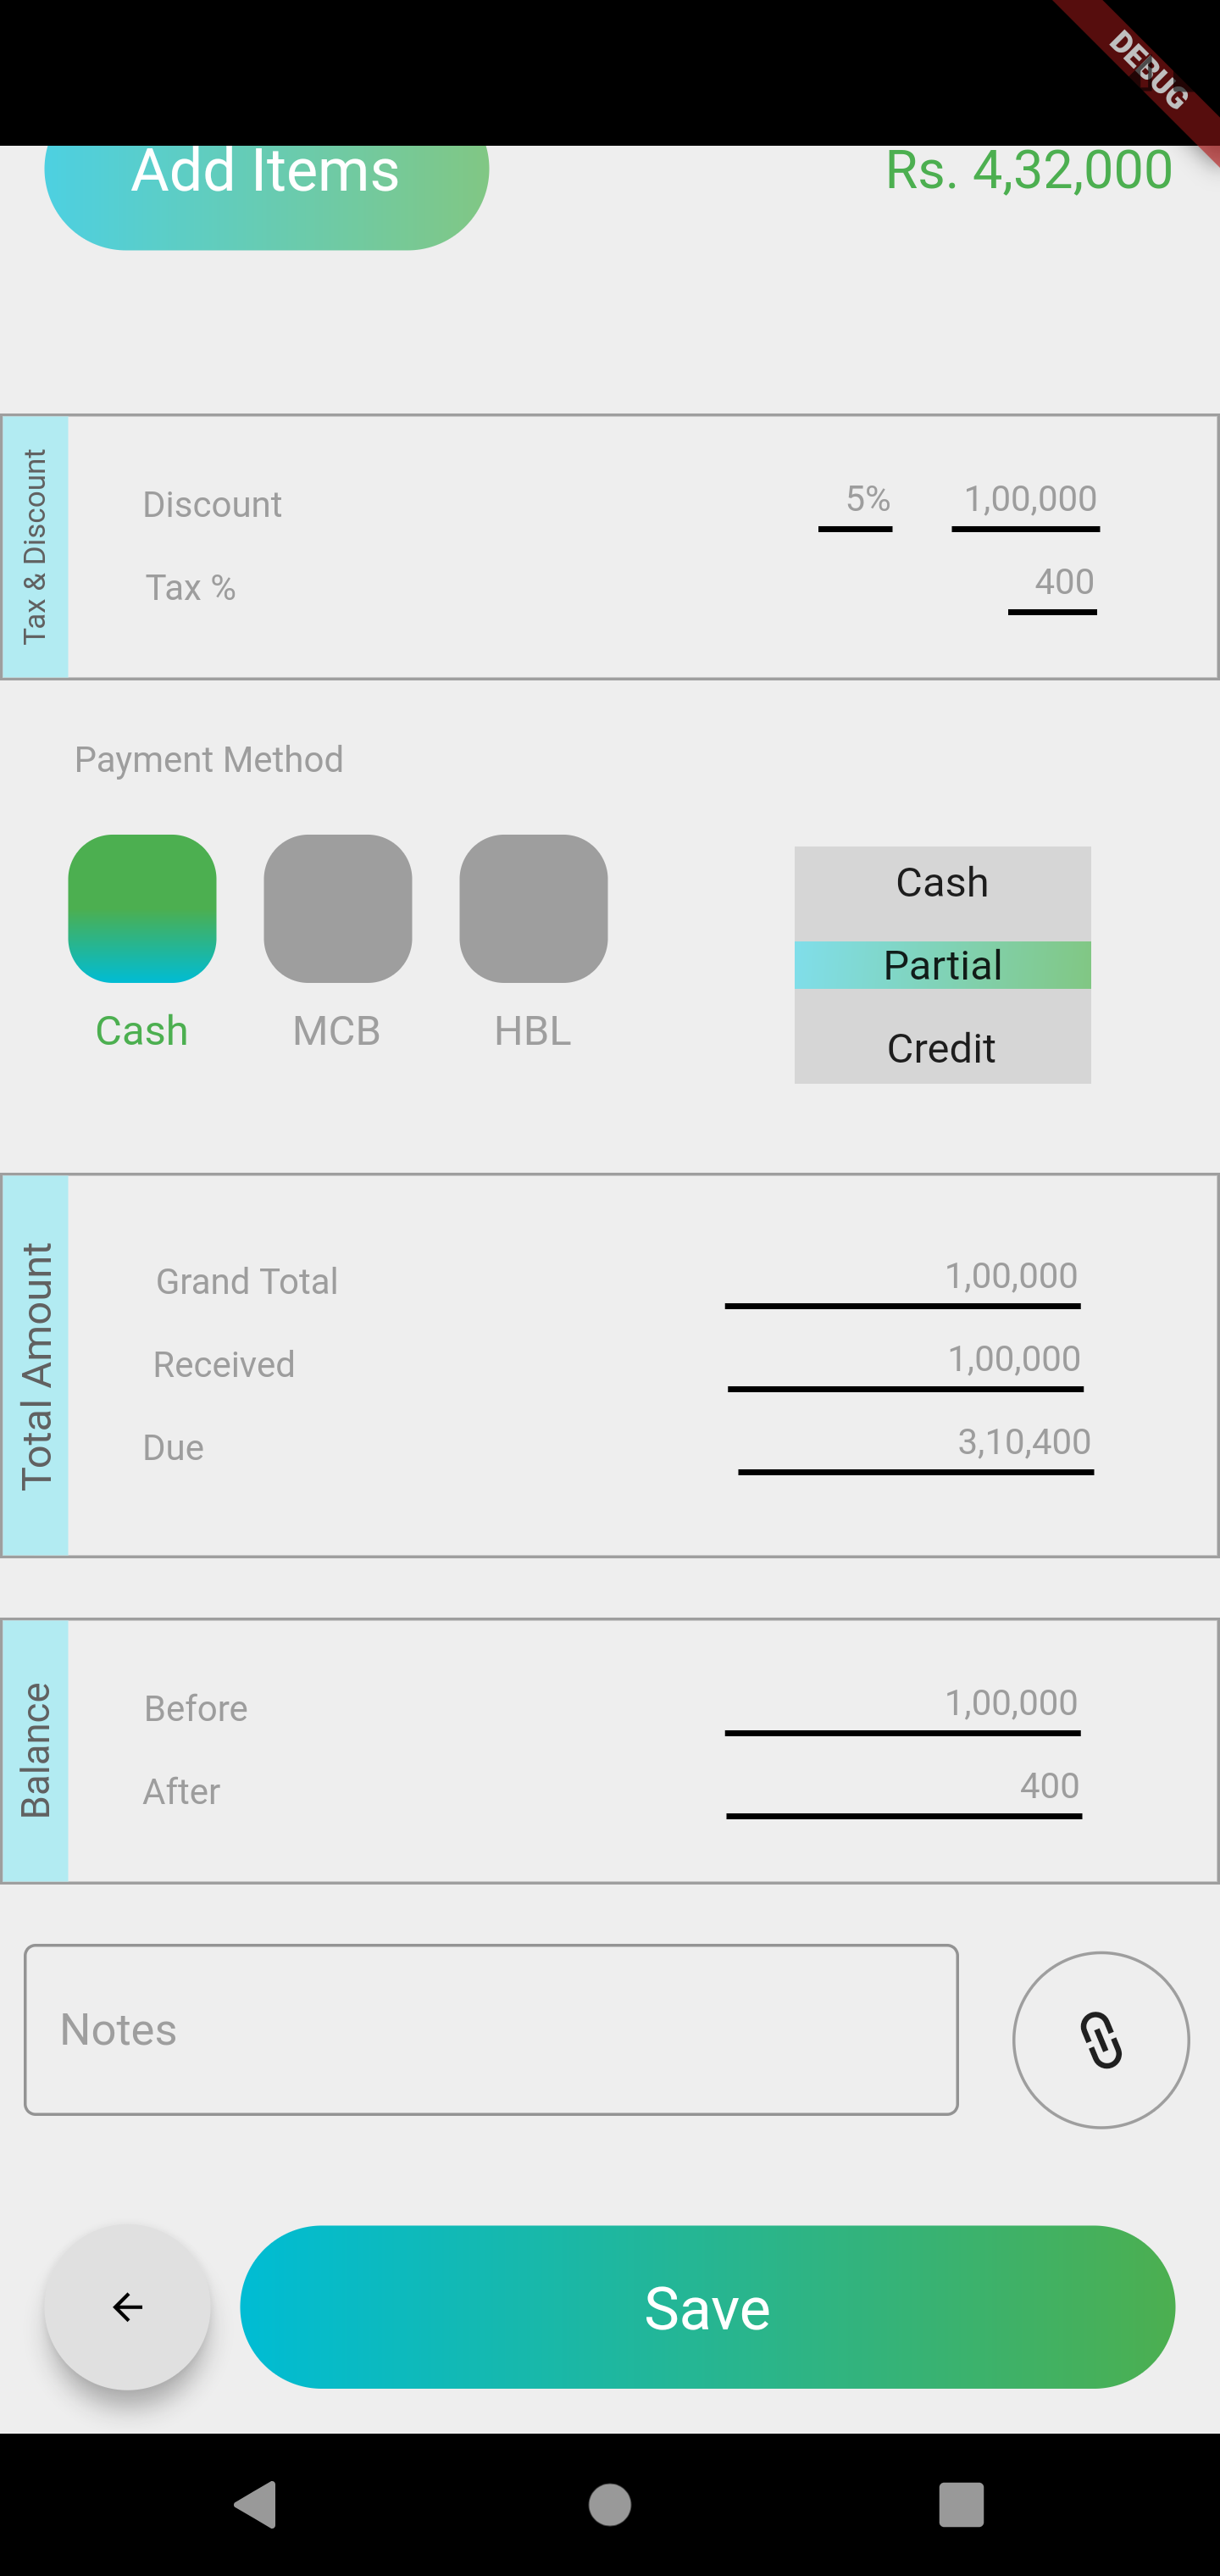 DEBUG
Add Items Rs. 4,32,000
Tax & Discount
Discount 5% 1,00,000
Tax % 400
Payment Method
Cash MCB HBL
Cash
Partial
Credit
Total Amount
Grand Total 1,00,000
Received 1,00,000
Due 3,10,400
Balance
Before 1,00,000
After 400
Notes
Save